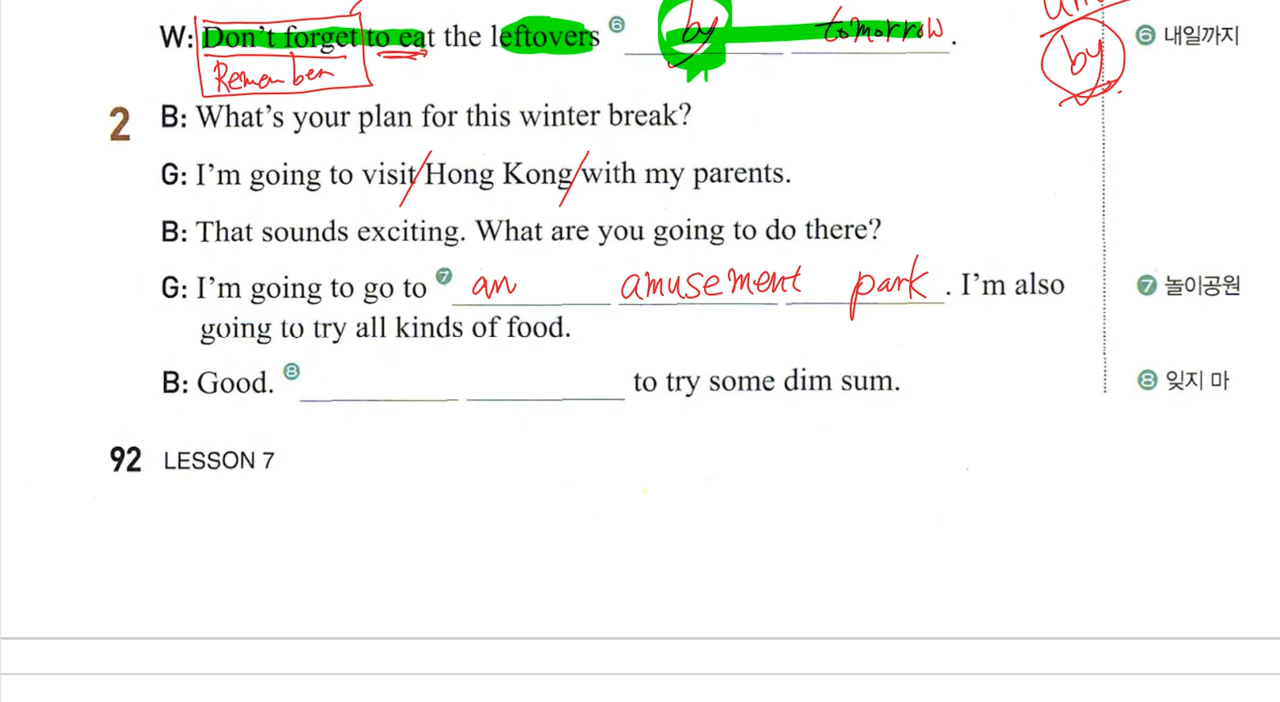 W: Don't forget to eat the leftovers ⑥ by tomorrow. by ⑥ 내일까지
Remember
2 B: What's your plan for this winter break?
G: I'm going to visit/Hong Kong/with my parents.
B: That sounds exciting. What are you going to do there?
G: I'm going to go to ⑦ an amusement park. I'm also ⑦ 놀이공원
going to try all kinds of food.
B: Good. ⑧ ____ ____ to try some dim sum. ⑧ 잊지 마
92 LESSON 7